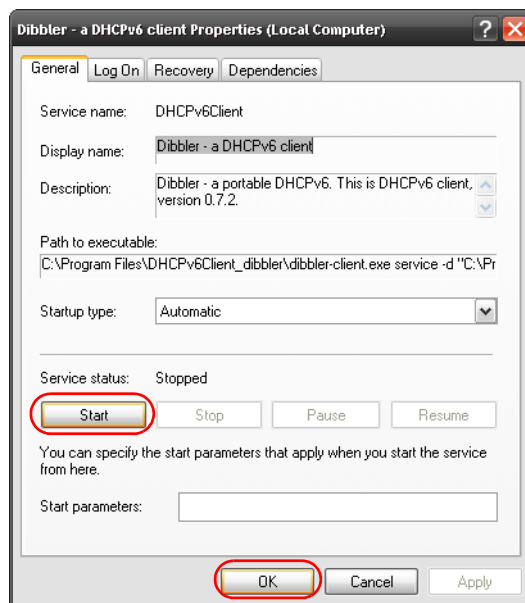 Dibbler - a DHCPv6 client Properties (Local Computer)
General Log On Recovery Dependencies
Service name: DHCPv6Client
Display name: Dibbler - a DHCPv6 client
Description: Dibbler - a portable DHCPv6. This is DHCPv6 client,
version 0.7.2.
Path to executable:
C:\Program Files\DHCPv6Client_dibbler\dibbler-client.exe service -d "C:\Pr
Startup type: Automatic
Service status: Stopped
Start Stop Pause Resume
You can specify the start parameters that apply when you start the service
from here.
Start parameters:
OK Cancel Apply